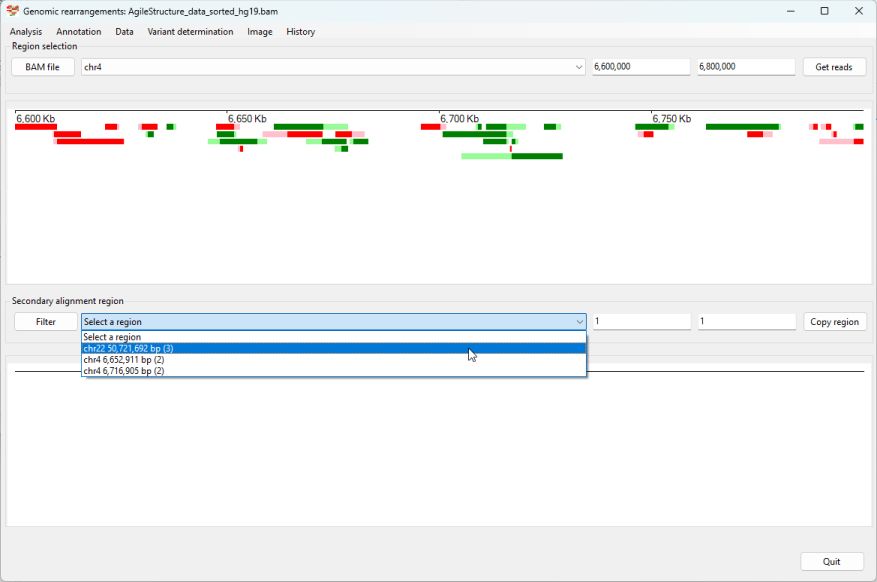 Genomic rearrangements: AgileStructure_data_sorted_hg19.bam
Analysis Annotation Data Variant determination Image History
Region selection
BAM file chr4 6,600,000 6,800,000 Get reads
6,600 Kb 6,650 Kb 6,700 Kb 6,750 Kb
Secondary alignment region
Filter Select a region 1 1 Copy region
Select a region
chr22 50,721,692 bp (3)
chr4 6,652,911 bp (2)
chr4 6,716,905 bp (2)
Quit